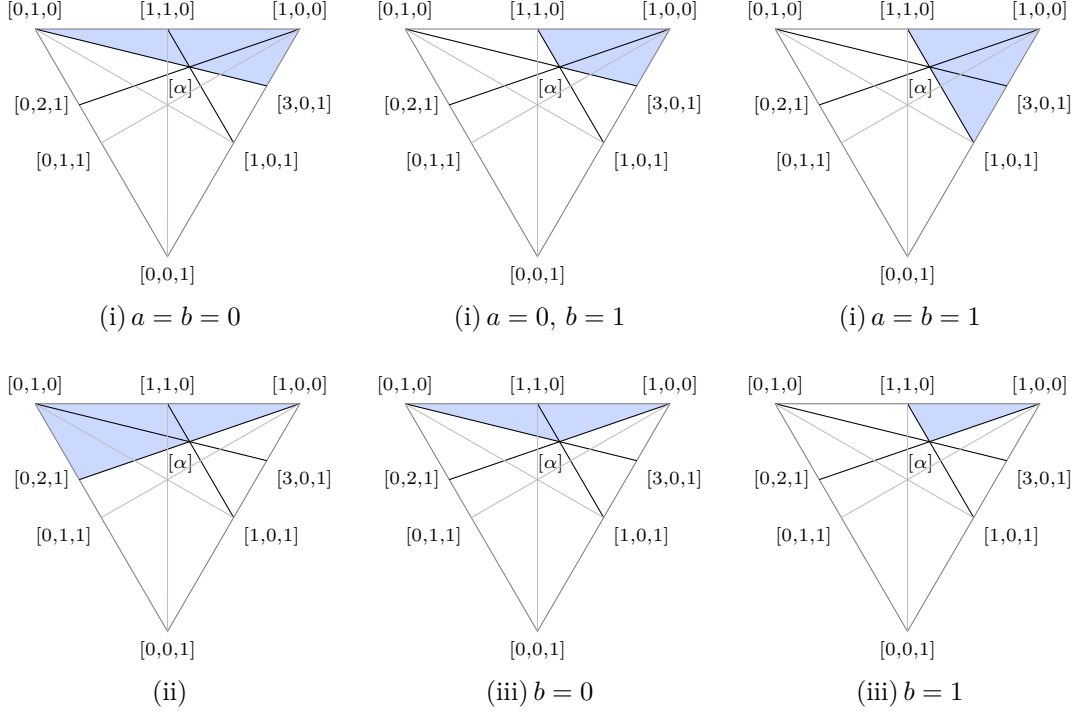 [0,1,0] [1,1,0] [1,0,0] [0,1,0] [1,1,0] [1,0,0] [0,1,0] [1,1,0] [1,0,0]
[α] [α] [α]
[0,2,1] [3,0,1] [0,2,1] [3,0,1] [0,2,1] [3,0,1]
[0,1,1] [1,0,1] [0,1,1] [1,0,1] [0,1,1] [1,0,1]
[0,0,1] [0,0,1] [0,0,1]
(i) a = b = 0 (i) a = 0, b = 1 (i) a = b = 1
[0,1,0] [1,1,0] [1,0,0] [0,1,0] [1,1,0] [1,0,0] [0,1,0] [1,1,0] [1,0,0]
[α] [α] [α]
[0,2,1] [3,0,1] [0,2,1] [3,0,1] [0,2,1] [3,0,1]
[0,1,1] [1,0,1] [0,1,1] [1,0,1] [0,1,1] [1,0,1]
[0,0,1] [0,0,1] [0,0,1]
(ii) (iii) b = 0 (iii) b = 1